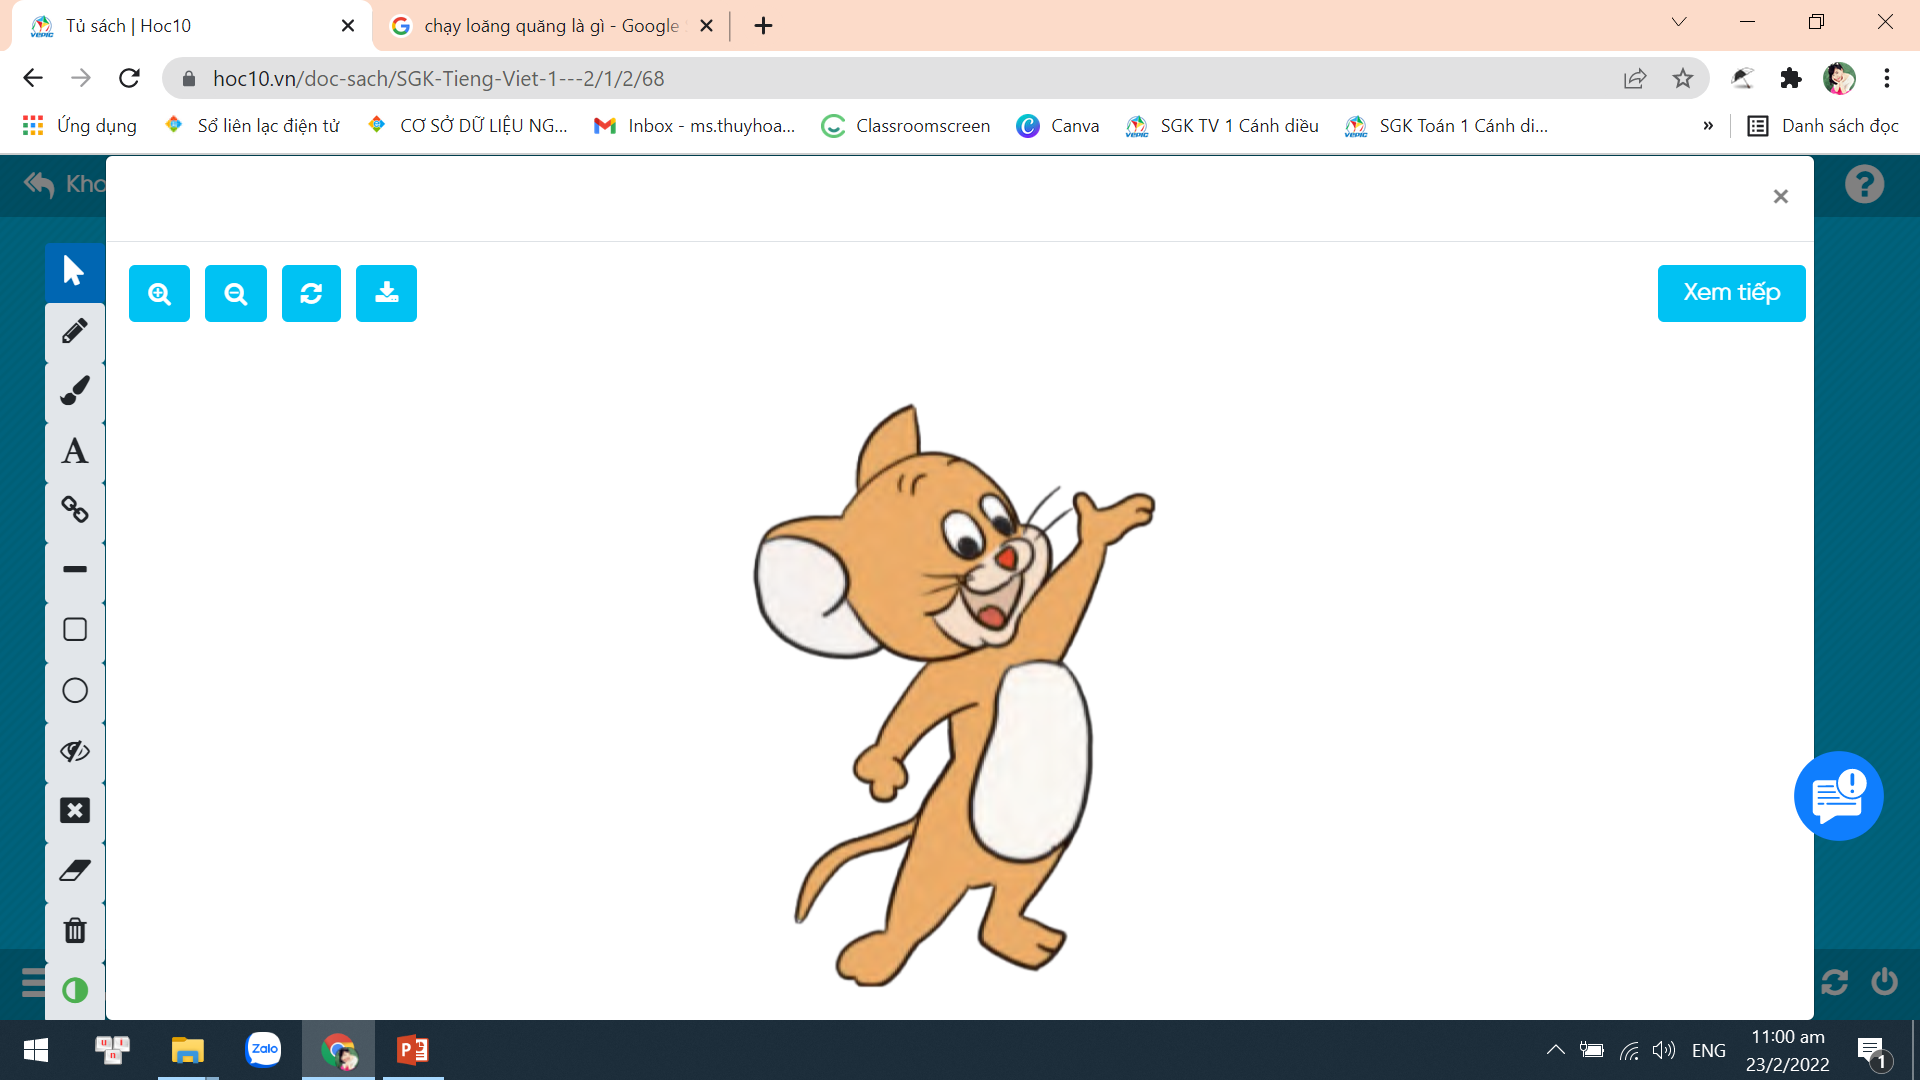 Tủ sách | Hoc10
chạy loăng quăng là gì - Google
hoc10.vn/doc-sach/SGK-Tieng-Viet-1---2/1/2/68
Ứng dụng
Sổ liên lạc điện tử
CƠ SỞ DỮ LIỆU NG...
Inbox - ms.thuyhoa...
Classroomscreen
Canva
SGK TV 1 Cánh diều
SGK Toán 1 Cánh di...
»
Danh sách đọc
Kho
Xem tiếp
A
Zalo
ENG
11:00 am
23/2/2022
1